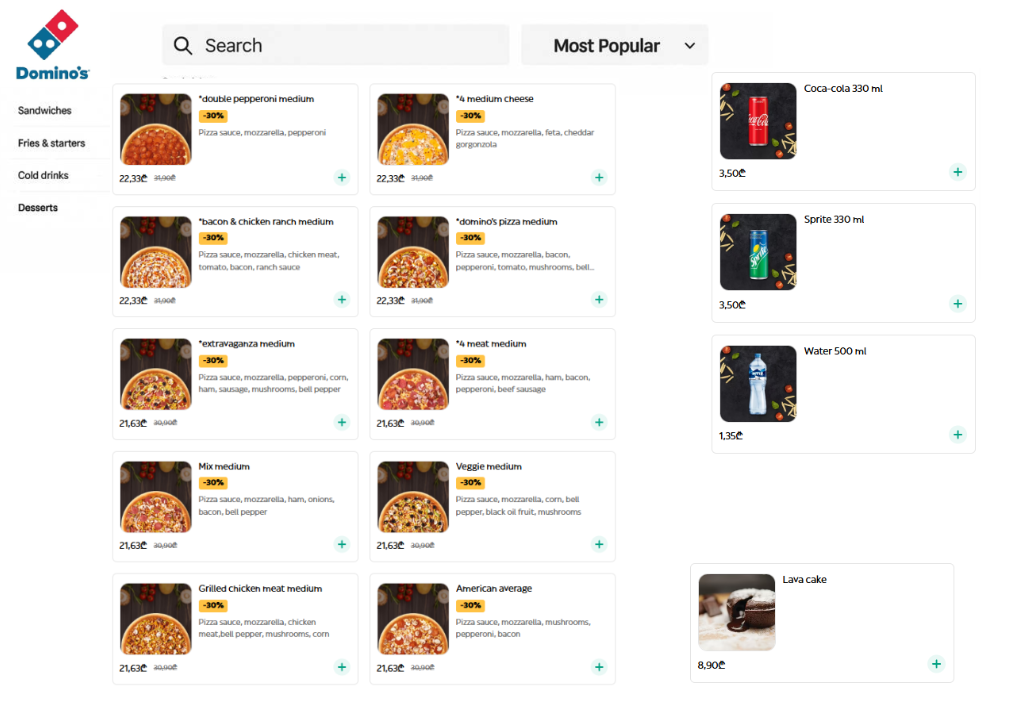 Domino's
Search
Most Popular
Sandwiches
Fries & starters
Cold drinks
Desserts
*double pepperoni medium
-30%
Pizza sauce, mozzarella, pepperoni
22,33₾ 31,90₾
*4 medium cheese
-30%
Pizza sauce, mozzarella, feta, cheddar
gorgonzola
22,33₾ 31,90₾
*bacon & chicken ranch medium
-30%
Pizza sauce, mozzarella, chicken meat,
tomato, bacon, ranch sauce
22,33₾ 31,90₾
*domino's pizza medium
-30%
Pizza sauce, mozzarella, bacon,
pepperoni, tomato, mushrooms, bell...
22,33₾ 31,90₾
*extravaganza medium
-30%
Pizza sauce, mozzarella, pepperoni, corn,
ham, sausage, mushrooms, bell pepper
21,63₾ 30,90₾
*4 meat medium
-30%
Pizza sauce, mozzarella, ham, bacon,
pepperoni, beef sausage
21,63₾ 30,90₾
Mix medium
-30%
Pizza sauce, mozzarella, ham, onions,
bacon, bell pepper
21,63₾ 30,90₾
Veggie medium
-30%
Pizza sauce, mozzarella, corn, bell
pepper, black oil fruit, mushrooms
21,63₾ 30,90₾
Grilled chicken meat medium
-30%
Pizza sauce, mozzarella, chicken
meat,bell pepper, mushrooms, corn
21,63₾ 30,90₾
American average
-30%
Pizza sauce, mozzarella, mushrooms,
pepperoni, bacon
21,63₾ 30,90₾
Coca-cola 330 ml
Coca-Cola
3,50₾
Sprite 330 ml
Sprite
3,50₾
Water 500 ml
1,35₾
Lava cake
8,90₾